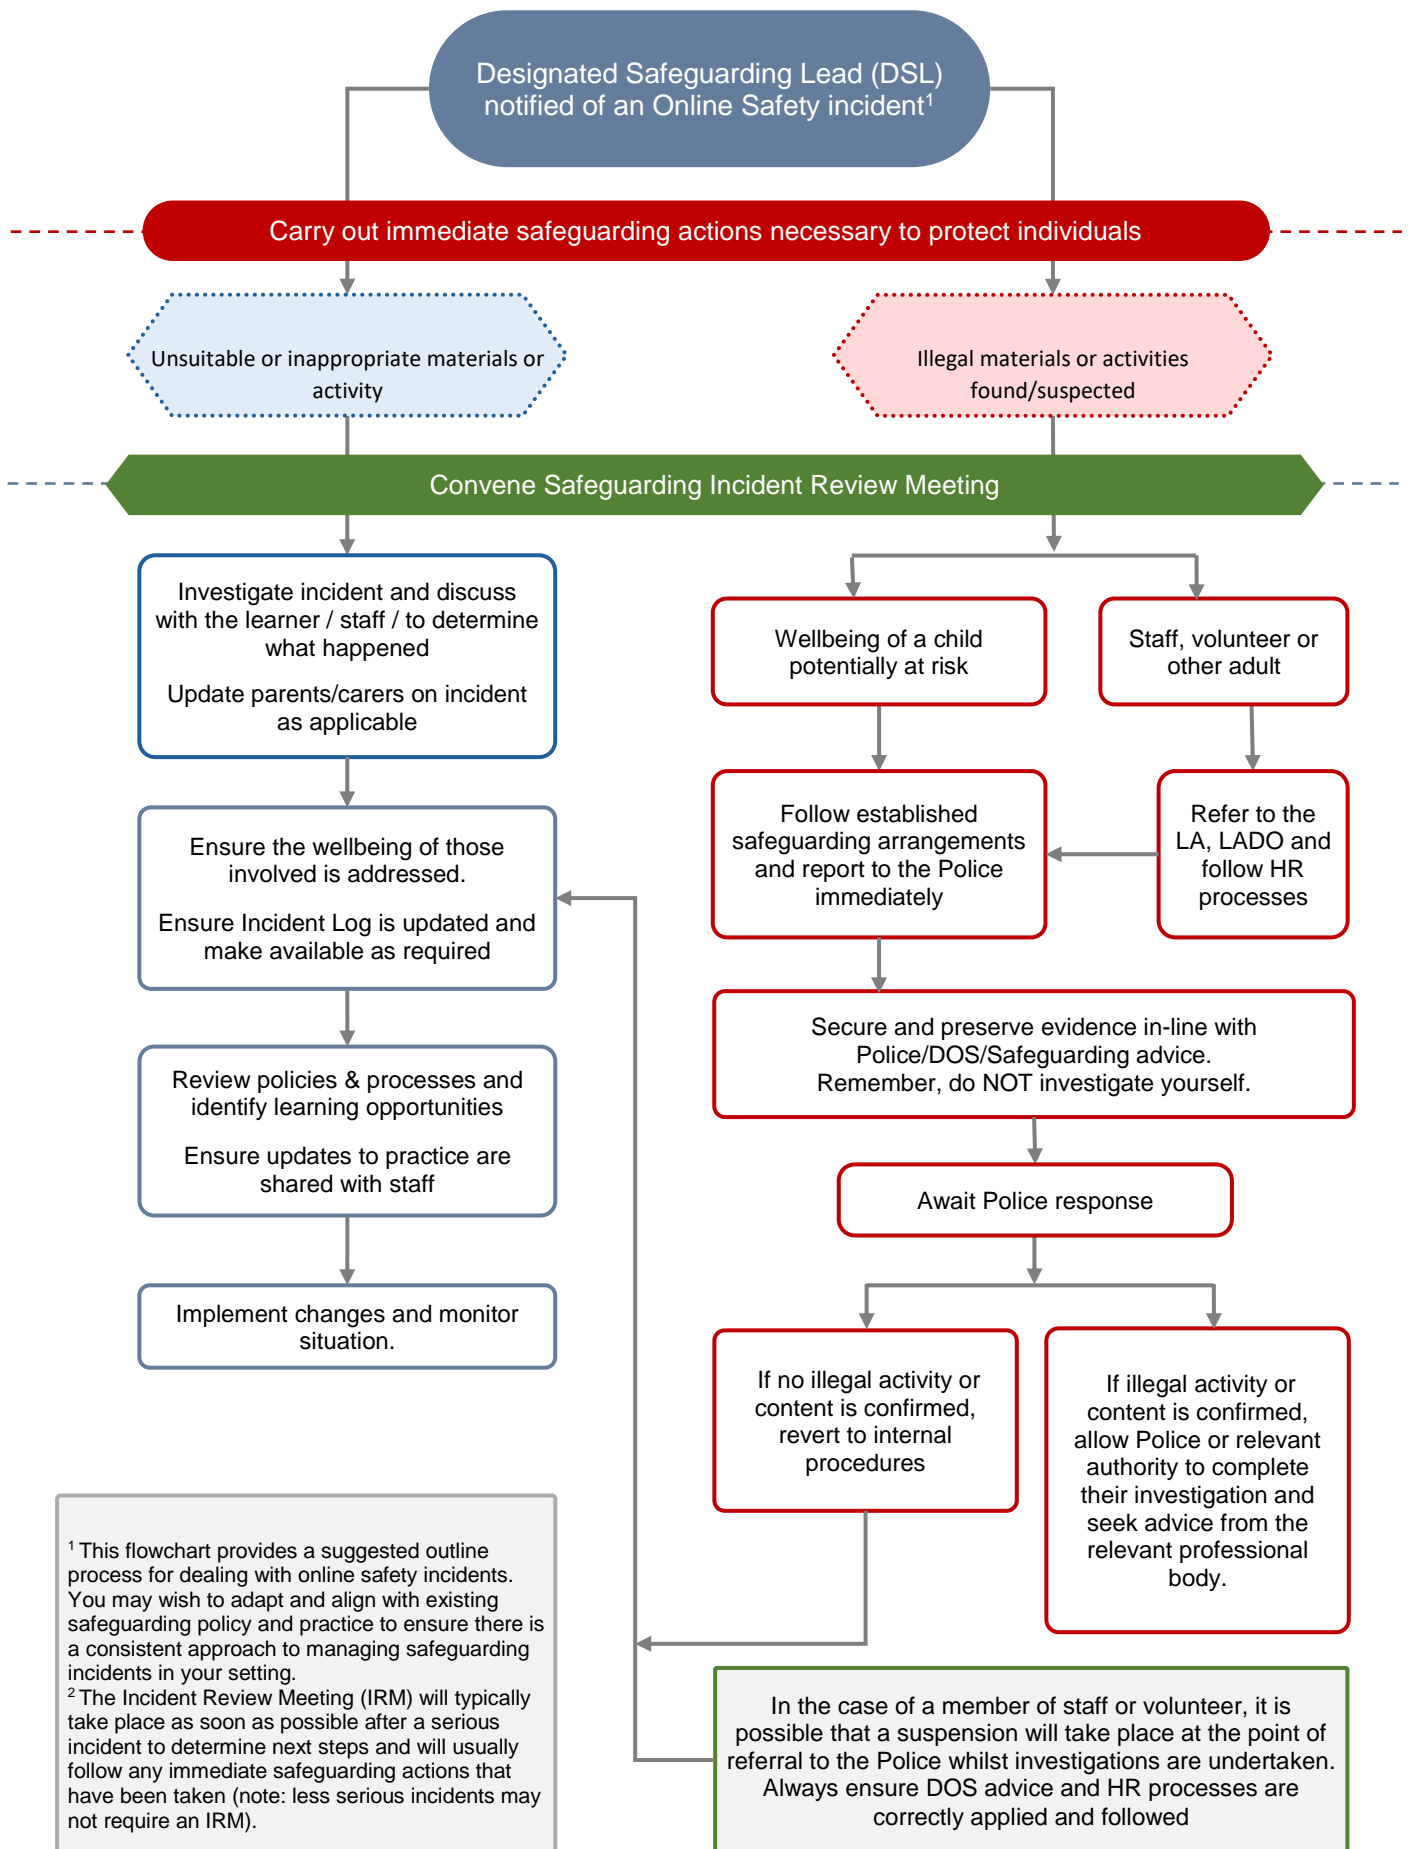 Designated Safeguarding Lead (DSL)
notified of an Online Safety incident¹
Carry out immediate safeguarding actions necessary to protect individuals
Unsuitable or inappropriate materials or
activity
Illegal materials or activities
found/suspected
Convene Safeguarding Incident Review Meeting
Investigate incident and discuss
with the learner / staff / to determine
what happened
Update parents/carers on incident
as applicable
Ensure the wellbeing of those
involved is addressed.
Ensure Incident Log is updated and
make available as required
Review policies & processes and
identify learning opportunities
Ensure updates to practice are
shared with staff
Implement changes and monitor
situation.
Wellbeing of a child
potentially at risk
Staff, volunteer or
other adult
Follow established
safeguarding arrangements
and report to the Police
immediately
Refer to the
LA, LADO and
follow HR
processes
Secure and preserve evidence in-line with
Police/DOS/Safeguarding advice.
Remember, do NOT investigate yourself.
Await Police response
If no illegal activity or
content is confirmed,
revert to internal
procedures
If illegal activity or
content is confirmed,
allow Police or relevant
authority to complete
their investigation and
seek advice from the
relevant professional
body.
¹ This flowchart provides a suggested outline
process for dealing with online safety incidents.
You may wish to adapt and align with existing
safeguarding policy and practice to ensure there is
a consistent approach to managing safeguarding
incidents in your setting.
² The Incident Review Meeting (IRM) will typically
take place as soon as possible after a serious
incident to determine next steps and will usually
follow any immediate safeguarding actions that
have been taken (note: less serious incidents may
not require an IRM).
In the case of a member of staff or volunteer, it is
possible that a suspension will take place at the point of
referral to the Police whilst investigations are undertaken.
Always ensure DOS advice and HR processes are
correctly applied and followed